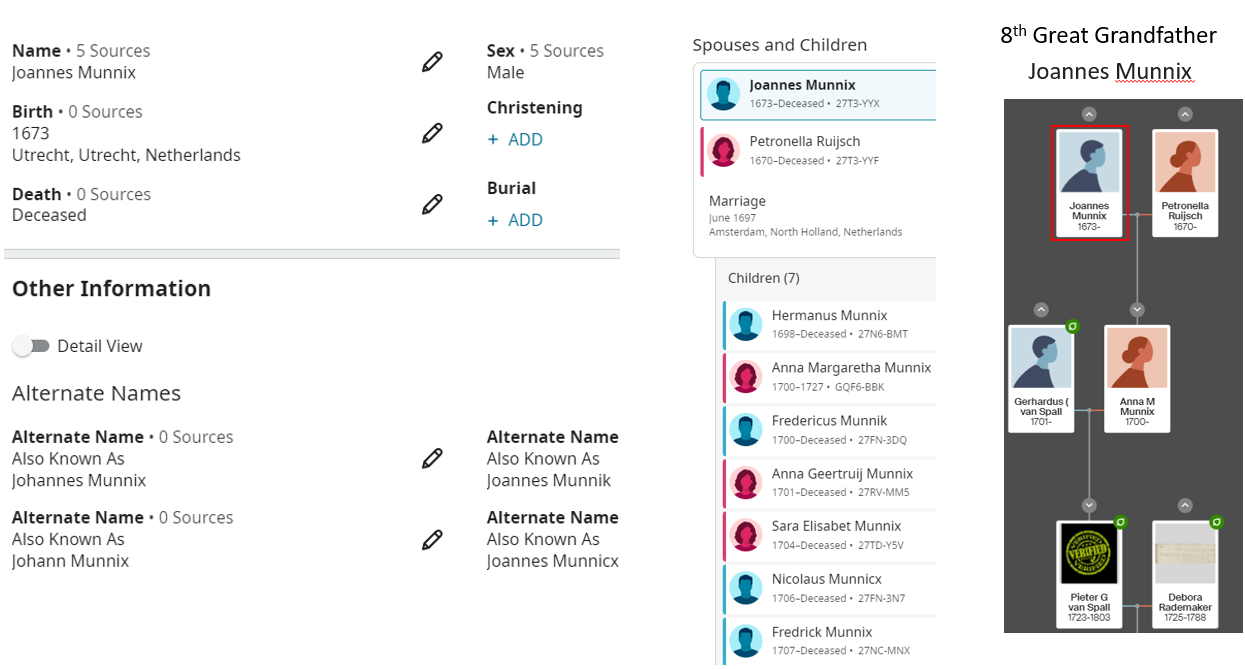 Name • 5 Sources
Joannes Munnix
Birth • 0 Sources
1673
Utrecht, Utrecht, Netherlands
Death • 0 Sources
Deceased
Sex • 5 Sources
Male
Christening
+ ADD
Burial
+ ADD
Other Information
Detail View
Alternate Names
Alternate Name • 0 Sources
Also Known As
Johannes Munnix
Alternate Name
Also Known As
Joannes Munnik
Alternate Name • 0 Sources
Also Known As
Johann Munnix
Alternate Name
Also Known As
Joannes Munnicx
Spouses and Children
Joannes Munnix
1673–Deceased • 27T3-YYX
Petronella Ruijsch
1670–Deceased • 27T3-YYF
Marriage
June 1697
Amsterdam, North Holland, Netherlands
Children (7)
Hermanus Munnix
1698–Deceased • 27N6-BMT
Anna Margaretha Munnix
1700–1727 • GQF6-BBK
Fredericus Munnik
1700–Deceased • 27FN-3DQ
Anna Geertruij Munnix
1701–Deceased • 27RV-MM5
Sara Elisabet Munnix
1704–Deceased • 27TD-Y5V
Nicolaus Munnicx
1706–Deceased • 27FN-3N7
Fredrick Munnix
1707–Deceased • 27NC-MNX
8th Great Grandfather
Joannes Munnix
Joannes
Munnix
1673-
Petronella
Ruijsch
1670-
Gerhardus (
van Spall
1701-
Anna M
Munnix
1700-
VERIFIED
VERIFIED
VERIFIED
Pieter G
van Spall
1723-1803
Debora
Rademaker
1725-1788